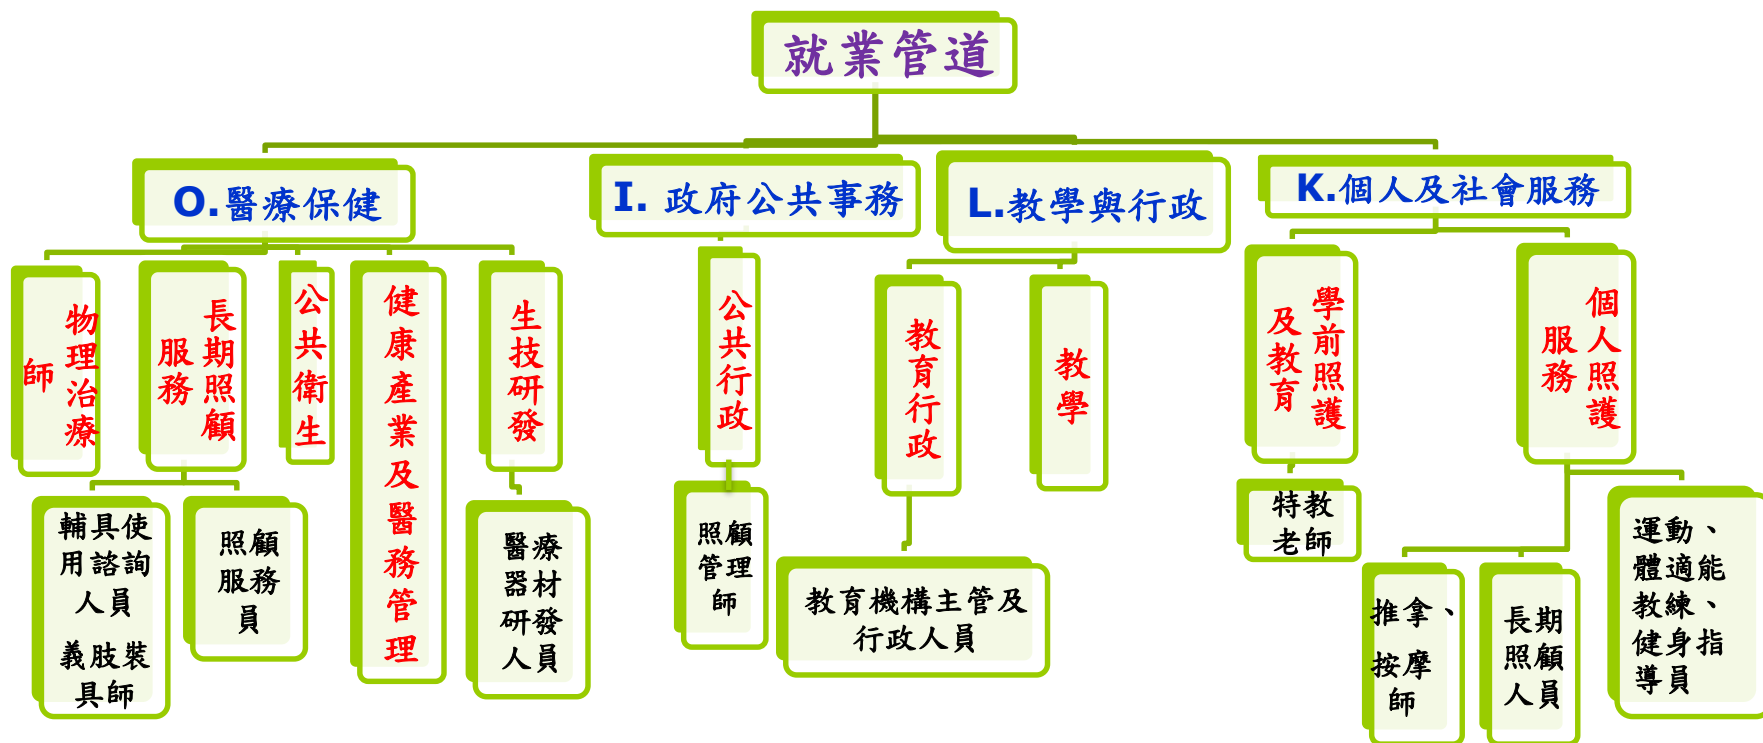 就業管道
O.醫療保健
I. 政府公共事務
L.教學與行政
K.個人及社會服務
物理治療
師
長期照顧
服務
公共衛生
健康產業及醫務管理
生技研發
公共行政
教育行政
教學
學前照護
及教育
個人照護
服務
輔具使
用諮詢
人員
義肢裝
具師
照顧
服務
員
醫療
器材
研發
人員
照顧
管理
師
教育機構主管及
行政人員
特教
老師
推拿、
按摩
師
長期
照顧
人員
運動、
體適能
教練、
健身指
導員